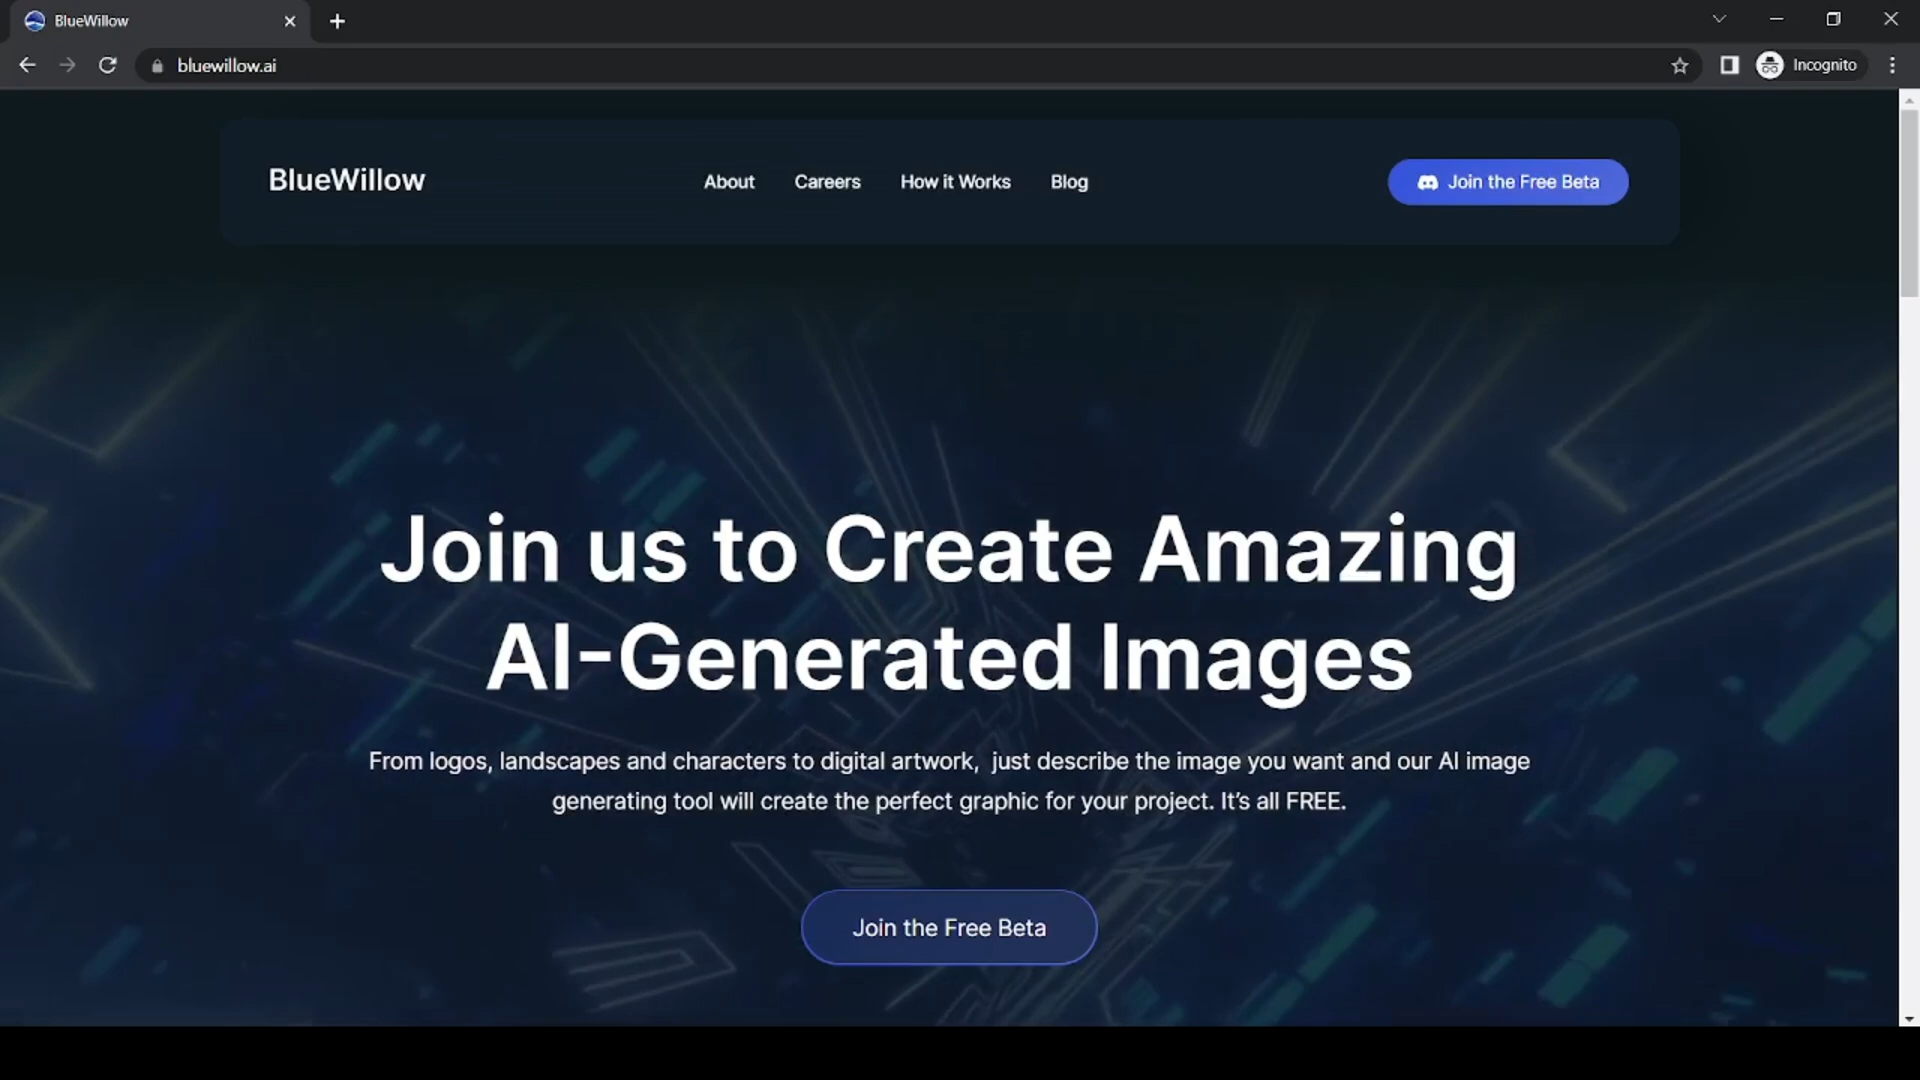 BlueWillow
bluewillow.ai
Incognito
BlueWillow
About
Careers
How it Works
Blog
Join the Free Beta
Join us to Create Amazing
AI-Generated Images
From logos, landscapes and characters to digital artwork,  just describe the image you want and our AI image
generating tool will create the perfect graphic for your project. It’s all FREE.
Join the Free Beta